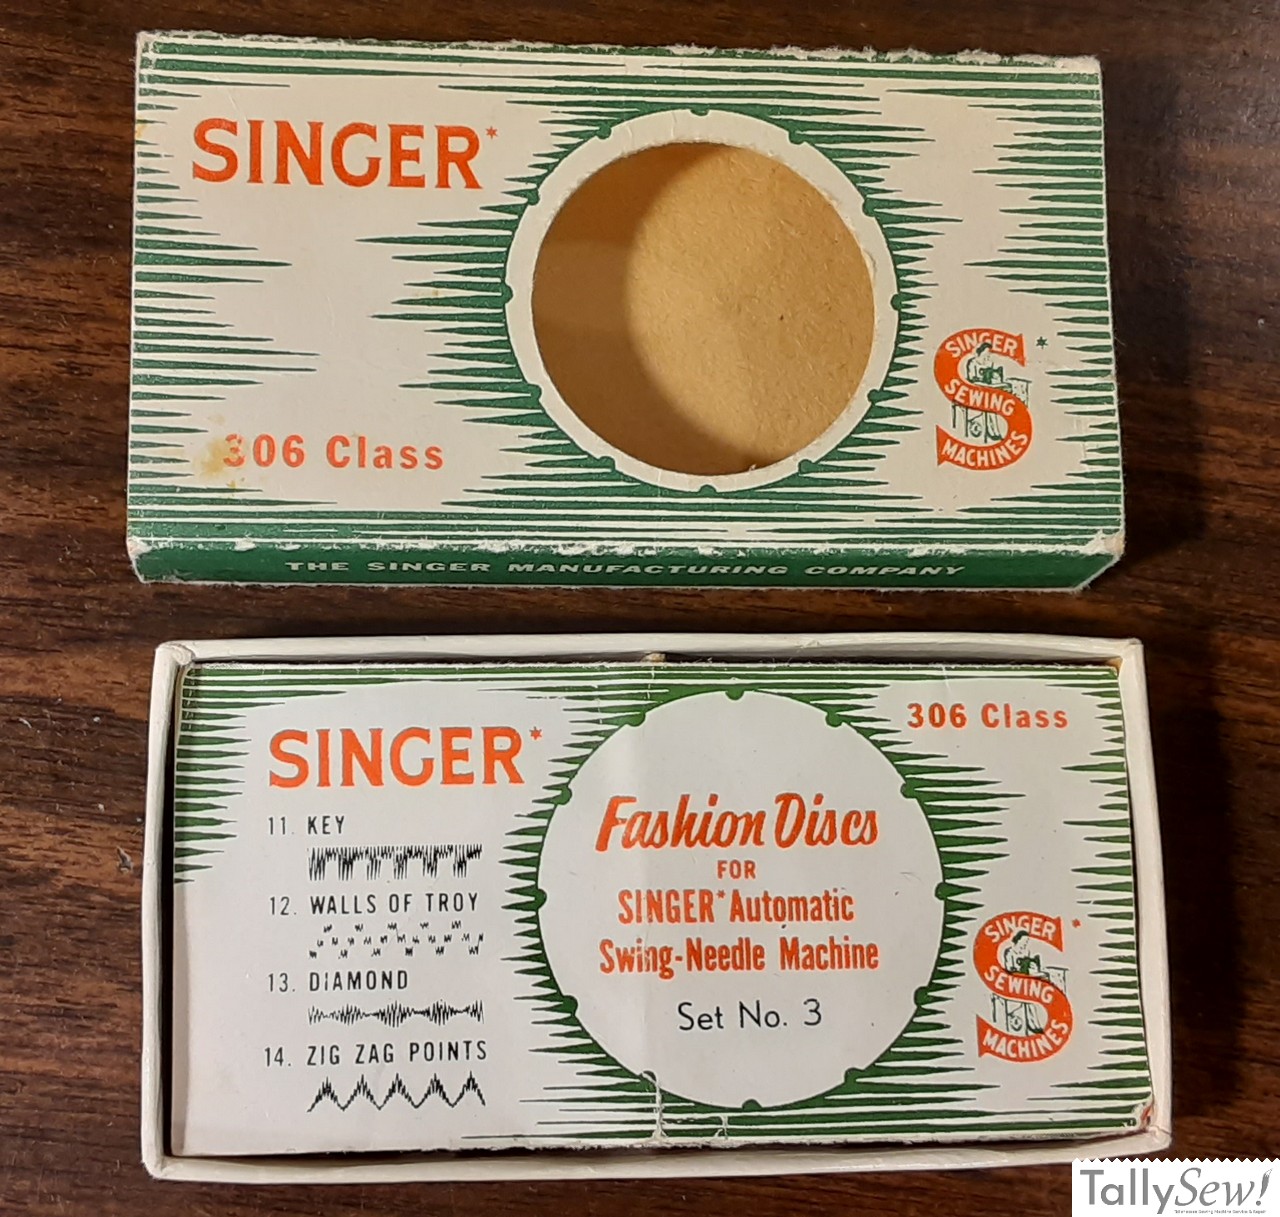 SINGER*
306 Class
SINGER
SEWING
MACHINES
*
THE SINGER MANUFACTURING COMPANY
SINGER*
11. KEY
12. WALLS OF TROY
13. DIAMOND
14. ZIG ZAG POINTS
Fashion Discs
FOR
SINGER* Automatic
Swing-Needle Machine
Set No. 3
306 Class
SINGER
SEWING
MACHINES
*
TallySew!